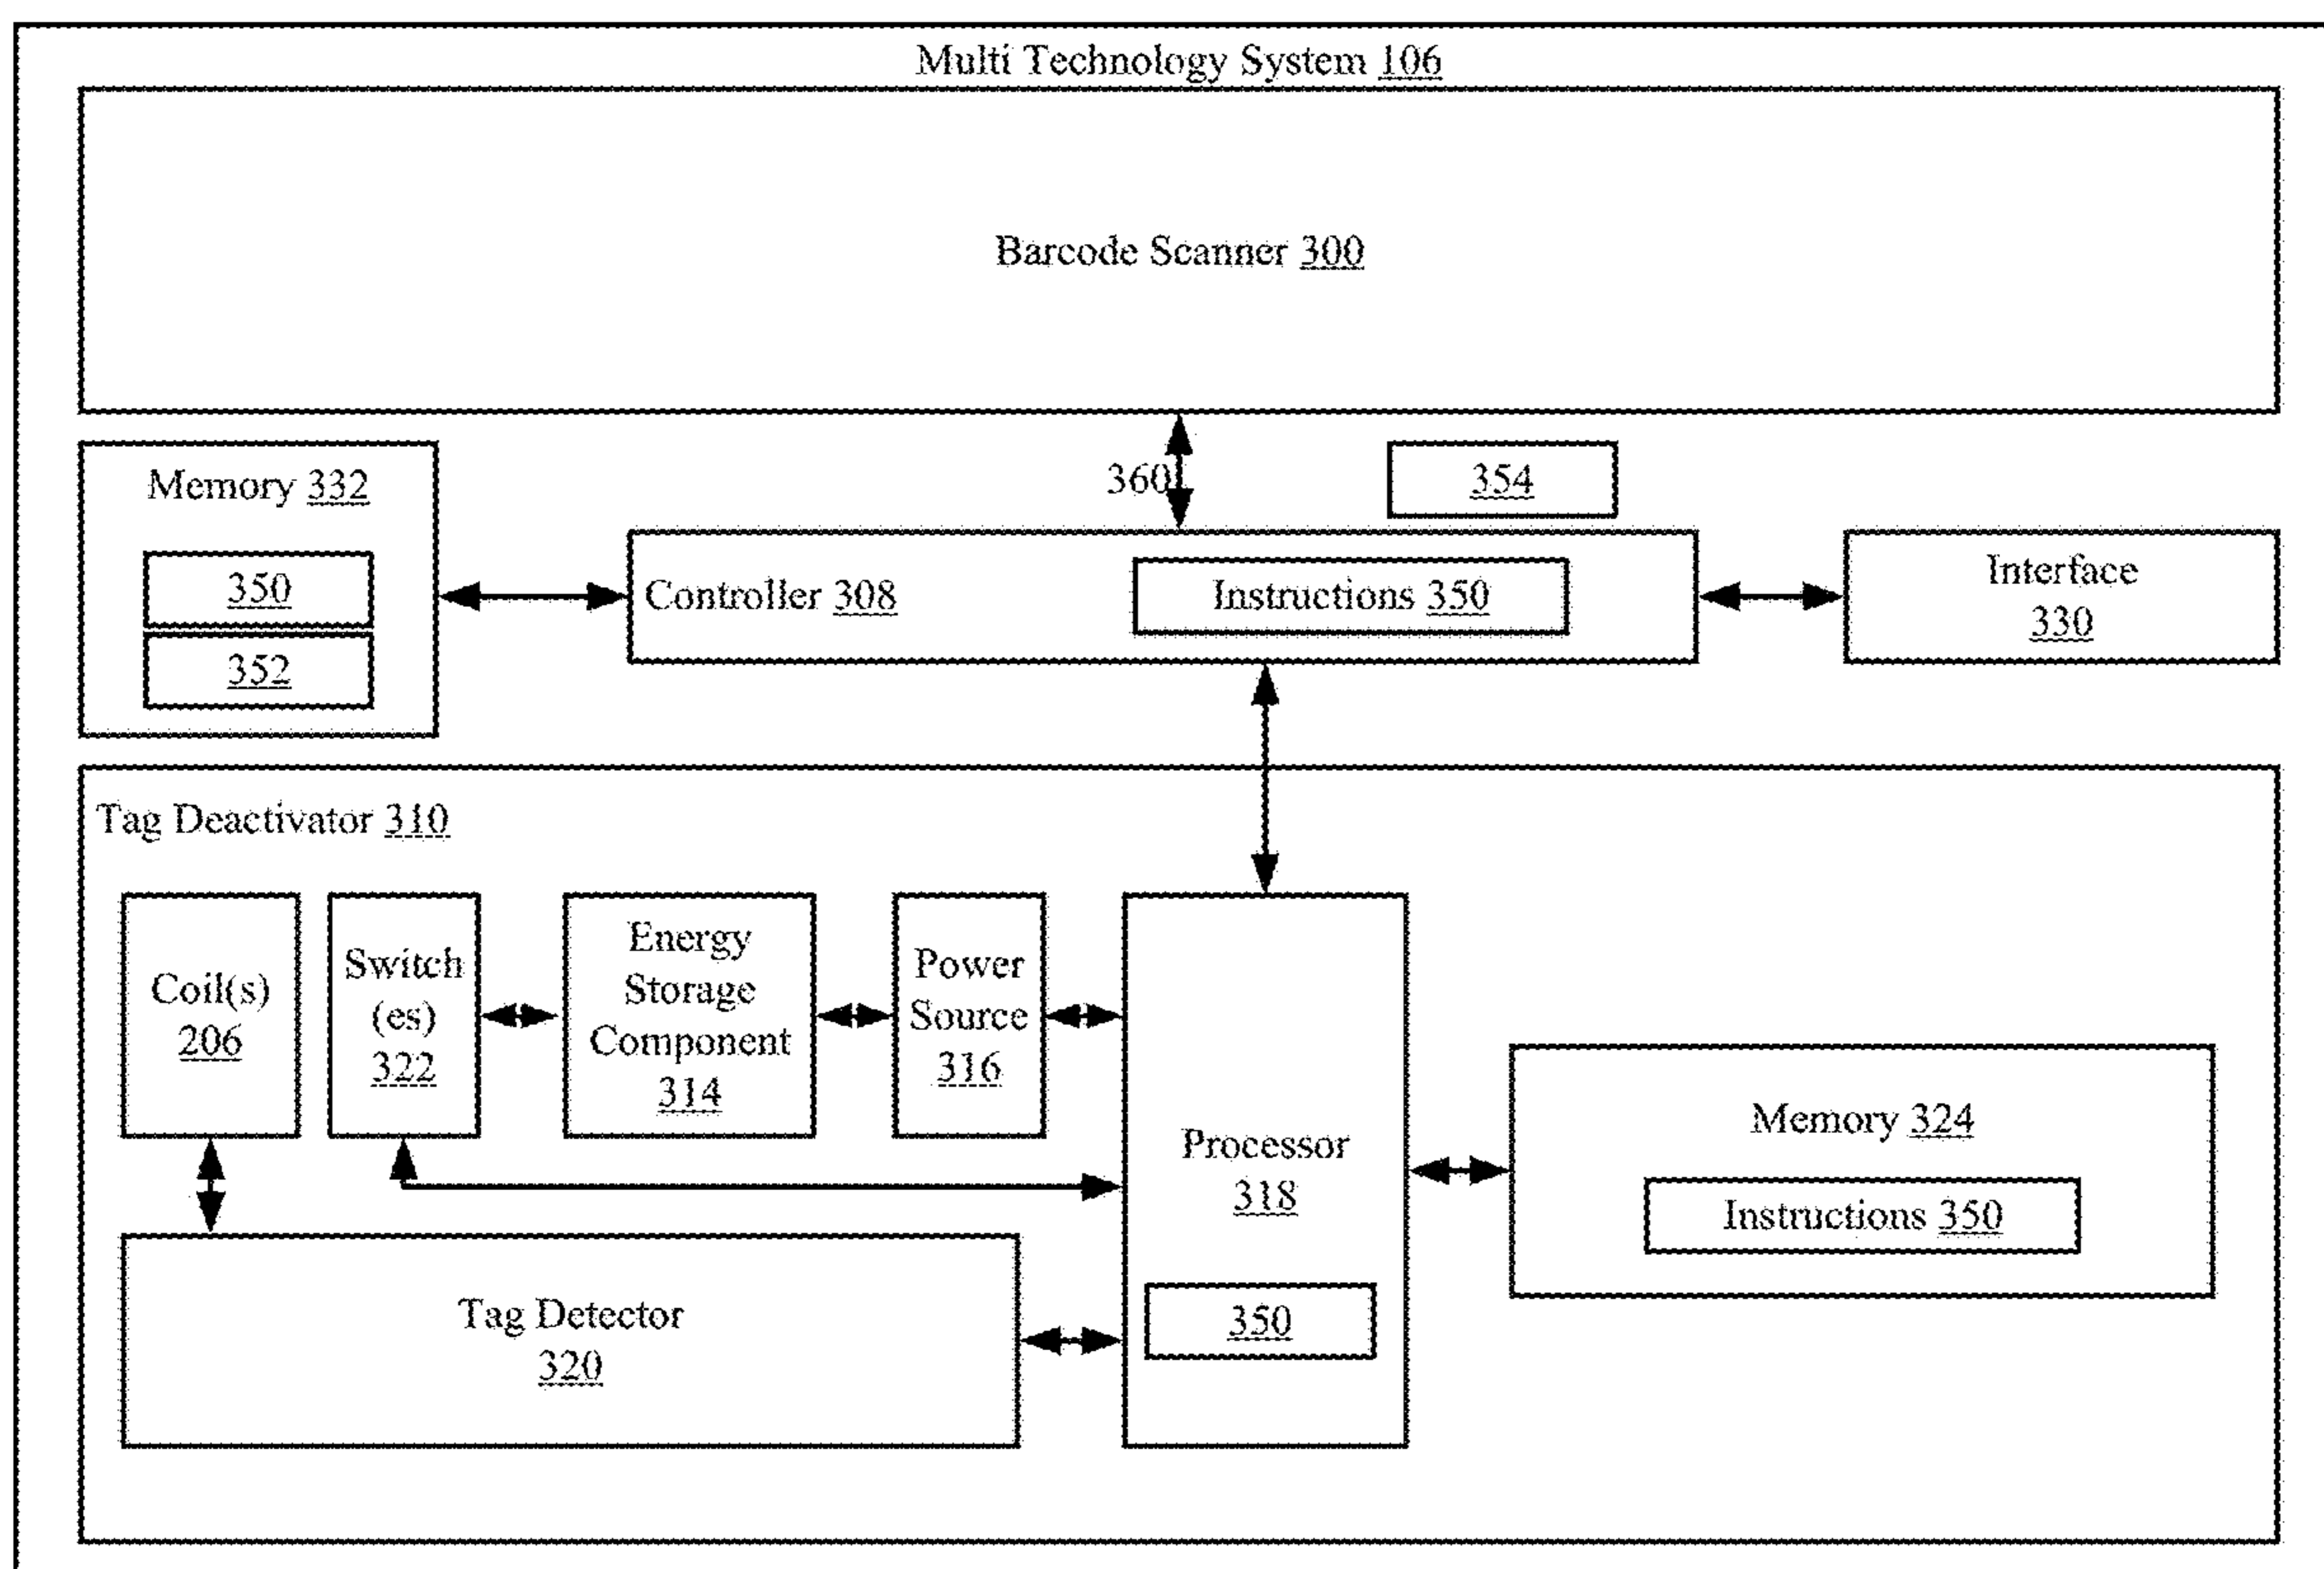 Multi Technology System 106
Barcode Scanner 300
360
354
Memory 332
350
352
Controller 308
Instructions 350
Interface
330
Tag Deactivator 310
Coil(s)
206
Switch
(es)
322
Energy
Storage
Component
314
Power
Source
316
Processor
318
350
Memory 324
Instructions 350
Tag Detector
320